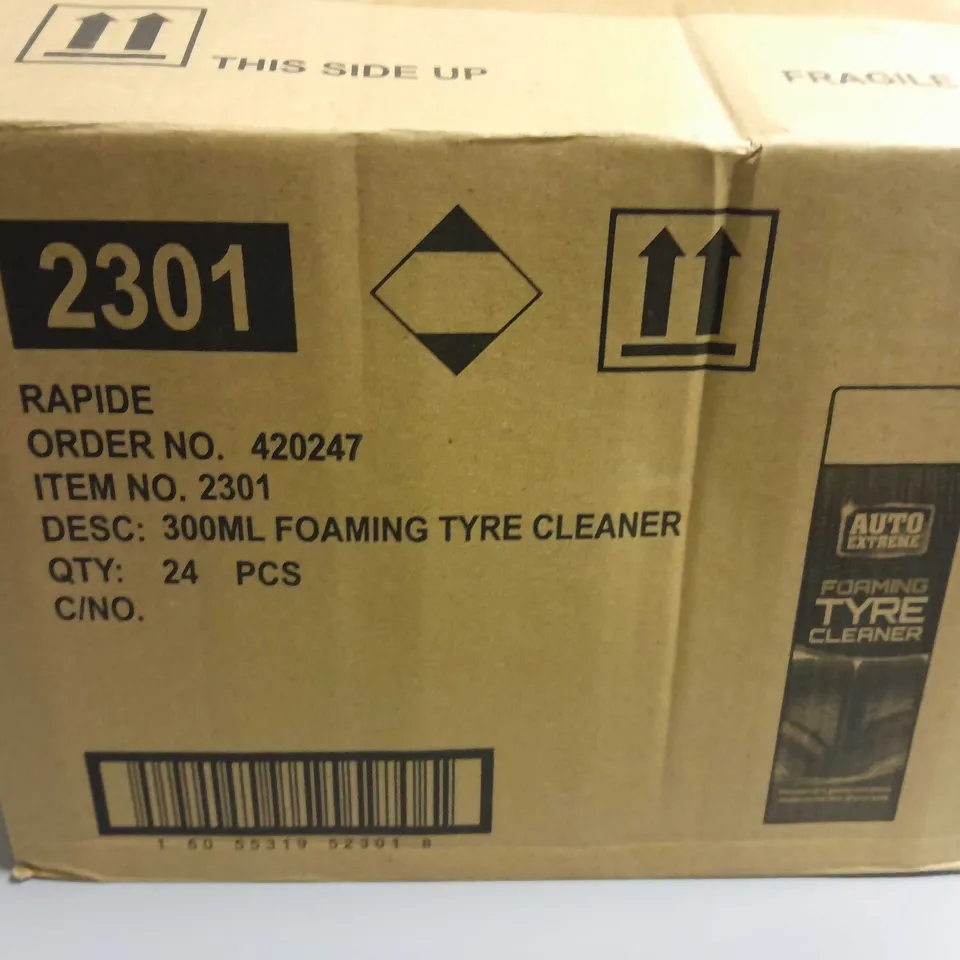 THIS SIDE UP
FRAGILE
2301
RAPIDE
ORDER NO. 420247
ITEM NO. 2301
DESC: 300ML FOAMING TYRE CLEANER
QTY: 24 PCS
C/NO.
AUTO
EXTREME
FOAMING
TYRE
CLEANER
1 50 55319 52301 8